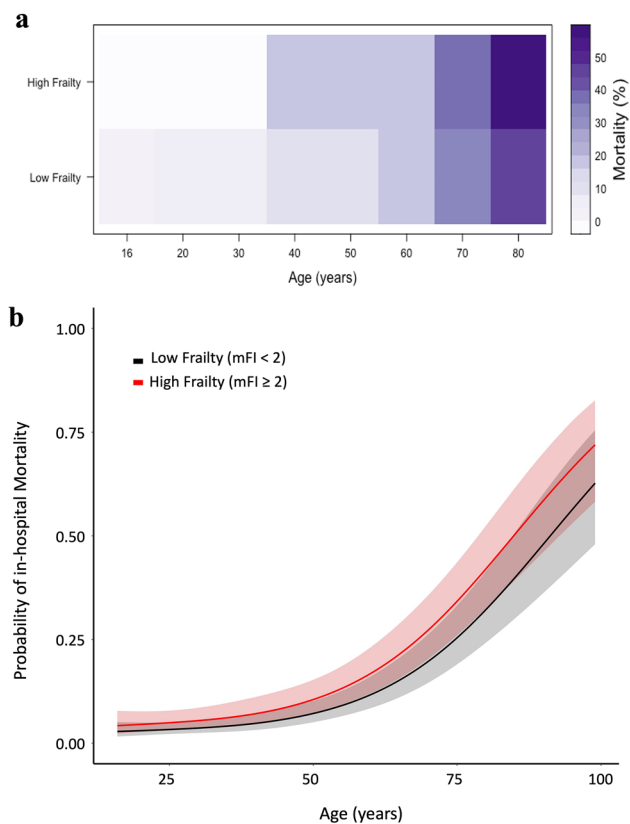 a
High Frailty
Low Frailty
16 20 30 40 50 60 70 80
Age (years)
50
40
30
20
10
0
Mortality (%)
b
1.00
0.75
0.50
0.25
0.00
Probability of in-hospital Mortality
Low Frailty (mFI < 2)
High Frailty (mFI ≥ 2)
25 50 75 100
Age (years)